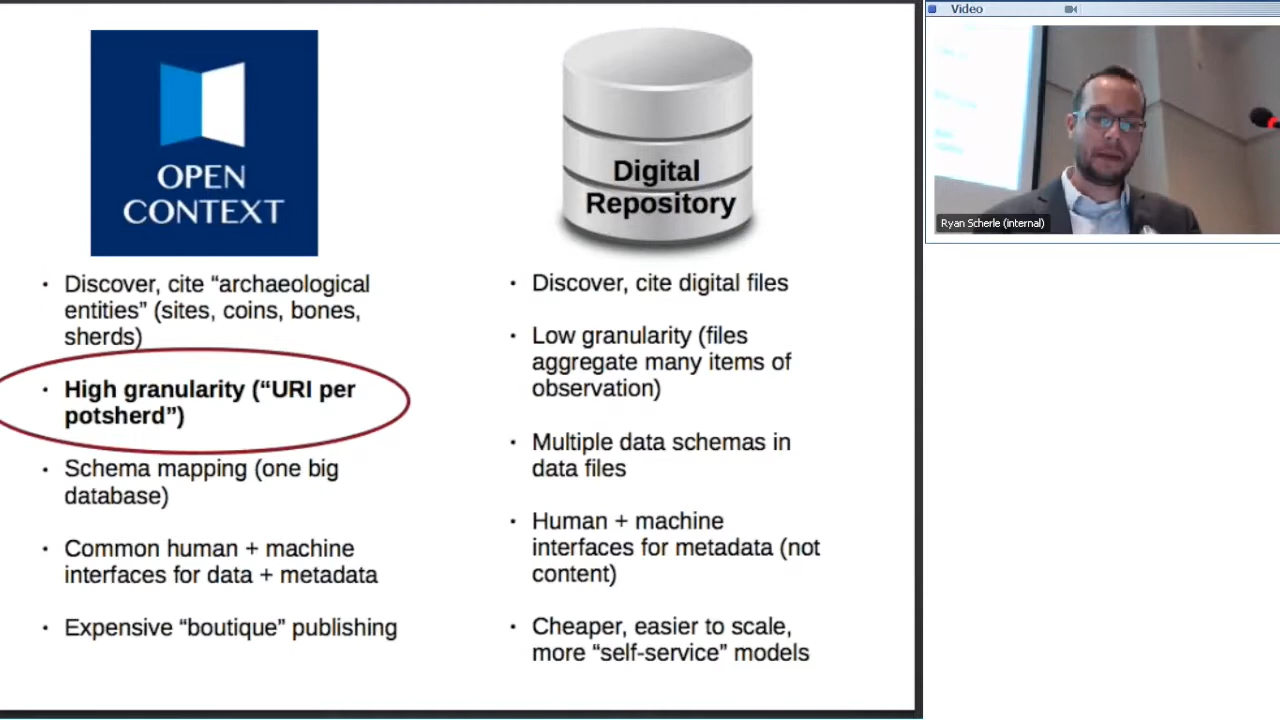 OPEN
CONTEXT
• Discover, cite “archaeological
entities” (sites, coins, bones,
sherds)
• High granularity (“URI per
potsherd”)
• Schema mapping (one big
database)
• Common human + machine
interfaces for data + metadata
• Expensive “boutique” publishing
Digital
Repository
• Discover, cite digital files
• Low granularity (files
aggregate many items of
observation)
• Multiple data schemas in
data files
• Human + machine
interfaces for metadata (not
content)
• Cheaper, easier to scale,
more “self-service” models
Video
Ryan Scherle (internal)